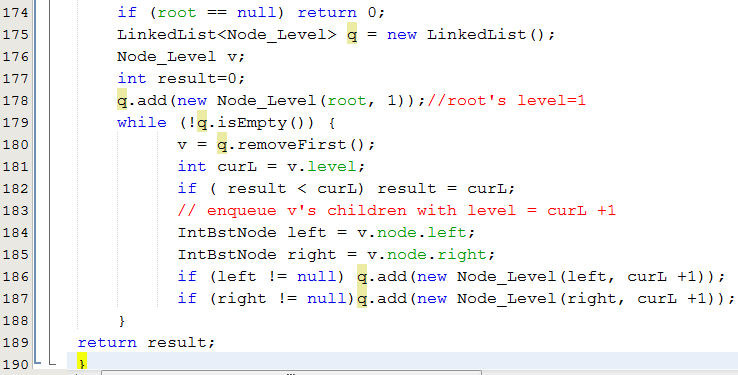 174 if (root == null) return 0;
175 LinkedList<Node_Level> q = new LinkedList();
176 Node_Level v;
177 int result=0;
178 q.add(new Node_Level(root, 1));//root's level=1
179 while (!q.isEmpty()) {
180 v = q.removeFirst();
181 int curL = v.level;
182 if ( result < curL) result = curL;
183 // enqueue v's children with level = curL +1
184 IntBstNode left = v.node.left;
185 IntBstNode right = v.node.right;
186 if (left != null) q.add(new Node_Level(left, curL +1));
187 if (right != null)q.add(new Node_Level(right, curL +1));
188 }
189 return result;
190 }